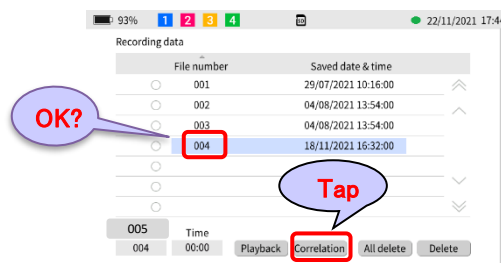 93% 1 2 3 4 SD 22/11/2021 17:44
Recording data
File number Saved date & time
001 29/07/2021 10:16:00
002 04/08/2021 13:54:00
003 04/08/2021 13:54:00
OK?
004 18/11/2021 16:32:00
Tap
005 Time
004 00:00 Playback Correlation All delete Delete